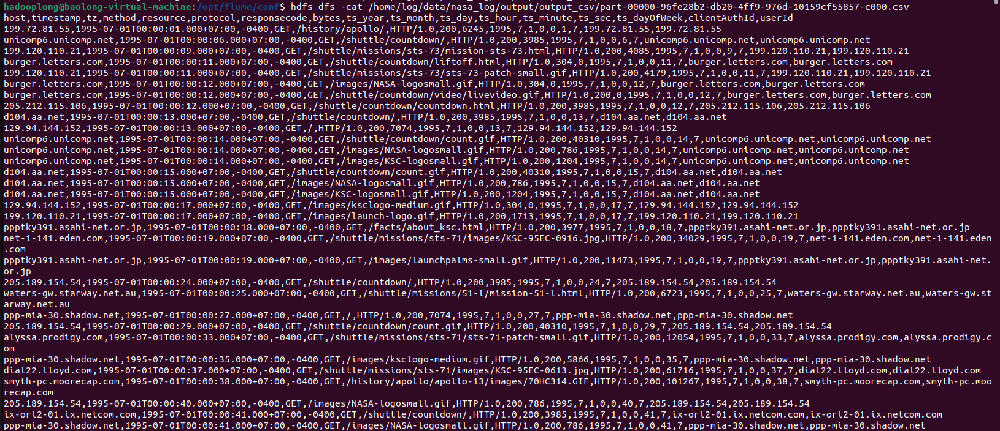 hadooplong@baolong-virtual-machine:/opt/flume/conf$ hdfs dfs -cat /home/log/data/nasa_log/output/output_csv/part-00000-96fe28b2-db20-4ff9-976d-10159cf55857-c000.csv
host,timestamp,tz,method,resource,protocol,responsecode,bytes,ts_year,ts_month,ts_day,ts_hour,ts_minute,ts_sec,ts_dayOfWeek,clientAuthId,userId
199.72.81.55,1995-07-01T00:00:01.000+07:00,-0400,GET,/history/apollo/,HTTP/1.0,200,6245,1995,7,1,0,0,1,7,199.72.81.55,199.72.81.55
unicomp6.unicomp.net,1995-07-01T00:00:06.000+07:00,-0400,GET,/shuttle/countdown/,HTTP/1.0,200,3985,1995,7,1,0,0,6,7,unicomp6.unicomp.net,unicomp6.unicomp.net
199.120.110.21,1995-07-01T00:00:09.000+07:00,-0400,GET,/shuttle/missions/sts-73/mission-sts-73.html,HTTP/1.0,200,4085,1995,7,1,0,0,9,7,199.120.110.21,199.120.110.21
burger.letters.com,1995-07-01T00:00:11.000+07:00,-0400,GET,/shuttle/countdown/liftoff.html,HTTP/1.0,304,0,1995,7,1,0,0,11,7,burger.letters.com,burger.letters.com
199.120.110.21,1995-07-01T00:00:11.000+07:00,-0400,GET,/shuttle/missions/sts-73/sts-73-patch-small.gif,HTTP/1.0,200,4179,1995,7,1,0,0,11,7,199.120.110.21,199.120.110.21
burger.letters.com,1995-07-01T00:00:12.000+07:00,-0400,GET,/images/NASA-logosmall.gif,HTTP/1.0,304,0,1995,7,1,0,0,12,7,burger.letters.com,burger.letters.com
burger.letters.com,1995-07-01T00:00:12.000+07:00,-0400,GET,/shuttle/countdown/video/livevideo.gif,HTTP/1.0,200,0,1995,7,1,0,0,12,7,burger.letters.com,burger.letters.com
205.212.115.106,1995-07-01T00:00:12.000+07:00,-0400,GET,/shuttle/countdown/countdown.html,HTTP/1.0,200,3985,1995,7,1,0,0,12,7,205.212.115.106,205.212.115.106
d104.aa.net,1995-07-01T00:00:13.000+07:00,-0400,GET,/shuttle/countdown/,HTTP/1.0,200,3985,1995,7,1,0,0,13,7,d104.aa.net,d104.aa.net
129.94.144.152,1995-07-01T00:00:13.000+07:00,-0400,GET,/,HTTP/1.0,200,7074,1995,7,1,0,0,13,7,129.94.144.152,129.94.144.152
unicomp6.unicomp.net,1995-07-01T00:00:14.000+07:00,-0400,GET,/shuttle/countdown/count.gif,HTTP/1.0,200,40310,1995,7,1,0,0,14,7,unicomp6.unicomp.net,unicomp6.unicomp.net
unicomp6.unicomp.net,1995-07-01T00:00:14.000+07:00,-0400,GET,/images/NASA-logosmall.gif,HTTP/1.0,200,786,1995,7,1,0,0,14,7,unicomp6.unicomp.net,unicomp6.unicomp.net
unicomp6.unicomp.net,1995-07-01T00:00:14.000+07:00,-0400,GET,/images/KSC-logosmall.gif,HTTP/1.0,200,1204,1995,7,1,0,0,14,7,unicomp6.unicomp.net,unicomp6.unicomp.net
d104.aa.net,1995-07-01T00:00:15.000+07:00,-0400,GET,/shuttle/countdown/count.gif,HTTP/1.0,200,40310,1995,7,1,0,0,15,7,d104.aa.net,d104.aa.net
d104.aa.net,1995-07-01T00:00:15.000+07:00,-0400,GET,/images/NASA-logosmall.gif,HTTP/1.0,200,786,1995,7,1,0,0,15,7,d104.aa.net,d104.aa.net
d104.aa.net,1995-07-01T00:00:15.000+07:00,-0400,GET,/images/KSC-logosmall.gif,HTTP/1.0,200,1204,1995,7,1,0,0,15,7,d104.aa.net,d104.aa.net
129.94.144.152,1995-07-01T00:00:17.000+07:00,-0400,GET,/images/ksclogo-medium.gif,HTTP/1.0,304,0,1995,7,1,0,0,17,7,129.94.144.152,129.94.144.152
199.120.110.21,1995-07-01T00:00:17.000+07:00,-0400,GET,/images/launch-logo.gif,HTTP/1.0,200,1713,1995,7,1,0,0,17,7,199.120.110.21,199.120.110.21
ppptky391.asahi-net.or.jp,1995-07-01T00:00:18.000+07:00,-0400,GET,/facts/about_ksc.html,HTTP/1.0,200,3977,1995,7,1,0,0,18,7,ppptky391.asahi-net.or.jp,ppptky391.asahi-net.or.jp
net-1-141.eden.com,1995-07-01T00:00:19.000+07:00,-0400,GET,/shuttle/missions/sts-71/images/KSC-95EC-0916.jpg,HTTP/1.0,200,34029,1995,7,1,0,0,19,7,net-1-141.eden.com,net-1-141.eden
.com
ppptky391.asahi-net.or.jp,1995-07-01T00:00:19.000+07:00,-0400,GET,/images/launchpalms-small.gif,HTTP/1.0,200,11473,1995,7,1,0,0,19,7,ppptky391.asahi-net.or.jp,ppptky391.asahi-net.
or.jp
205.189.154.54,1995-07-01T00:00:24.000+07:00,-0400,GET,/shuttle/countdown/,HTTP/1.0,200,3985,1995,7,1,0,0,24,7,205.189.154.54,205.189.154.54
waters-gw.starway.net.au,1995-07-01T00:00:25.000+07:00,-0400,GET,/shuttle/missions/51-l/mission-51-l.html,HTTP/1.0,200,6723,1995,7,1,0,0,25,7,waters-gw.starway.net.au,waters-gw.st
arway.net.au
ppp-mia-30.shadow.net,1995-07-01T00:00:27.000+07:00,-0400,GET,/,HTTP/1.0,200,7074,1995,7,1,0,0,27,7,ppp-mia-30.shadow.net,ppp-mia-30.shadow.net
205.189.154.54,1995-07-01T00:00:29.000+07:00,-0400,GET,/shuttle/countdown/count.gif,HTTP/1.0,200,40310,1995,7,1,0,0,29,7,205.189.154.54,205.189.154.54
alyssa.prodigy.com,1995-07-01T00:00:33.000+07:00,-0400,GET,/shuttle/missions/sts-71/sts-71-patch-small.gif,HTTP/1.0,200,12054,1995,7,1,0,0,33,7,alyssa.prodigy.com,alyssa.prodigy.c
om
ppp-mia-30.shadow.net,1995-07-01T00:00:35.000+07:00,-0400,GET,/images/ksclogo-medium.gif,HTTP/1.0,200,5866,1995,7,1,0,0,35,7,ppp-mia-30.shadow.net,ppp-mia-30.shadow.net
dial22.lloyd.com,1995-07-01T00:00:37.000+07:00,-0400,GET,/shuttle/missions/sts-71/images/KSC-95EC-0613.jpg,HTTP/1.0,200,61716,1995,7,1,0,0,37,7,dial22.lloyd.com,dial22.lloyd.com
smyth-pc.moorecap.com,1995-07-01T00:00:38.000+07:00,-0400,GET,/history/apollo/apollo-13/images/70HC314.GIF,HTTP/1.0,200,101267,1995,7,1,0,0,38,7,smyth-pc.moorecap.com,smyth-pc.moo
recap.com
205.189.154.54,1995-07-01T00:00:40.000+07:00,-0400,GET,/images/NASA-logosmall.gif,HTTP/1.0,200,786,1995,7,1,0,0,40,7,205.189.154.54,205.189.154.54
ix-orl2-01.ix.netcom.com,1995-07-01T00:00:41.000+07:00,-0400,GET,/shuttle/countdown/,HTTP/1.0,200,3985,1995,7,1,0,0,41,7,ix-orl2-01.ix.netcom.com,ix-orl2-01.ix.netcom.com
ppp-mia-30.shadow.net,1995-07-01T00:00:41.000+07:00,-0400,GET,/images/NASA-logosmall.gif,HTTP/1.0,200,786,1995,7,1,0,0,41,7,ppp-mia-30.shadow.net,ppp-mia-30.shadow.net